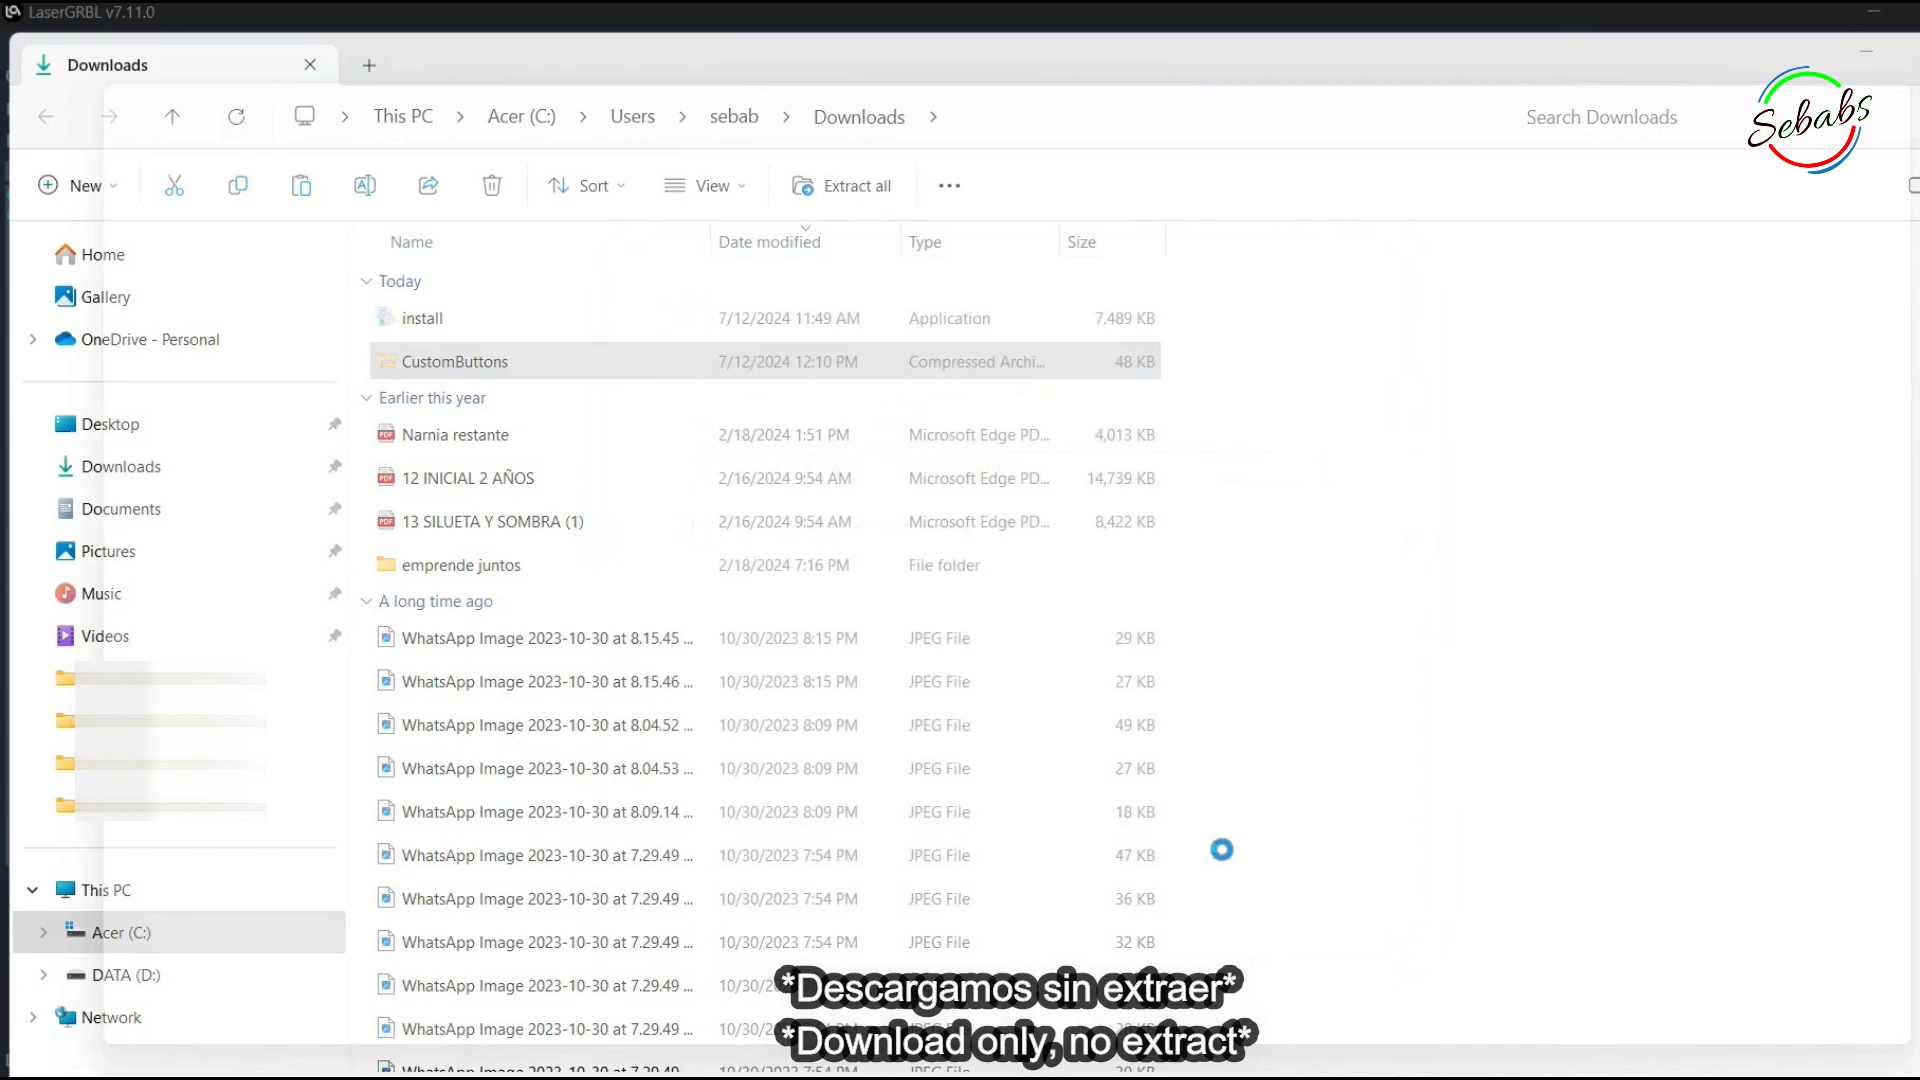 LaserGRBL v7.11.0
Downloads
This PC > Acer (C:) > Users > sebab > Downloads >
Search Downloads
Sebabs
New
Sort
View
Extract all
Name Date modified Type Size
Home
Gallery
OneDrive - Personal
Desktop
Downloads
Documents
Pictures
Music
Videos
This PC
Acer (C:)
DATA (D:)
Network
Today
install 7/12/2024 11:49 AM Application 7,489 KB
CustomButtons 7/12/2024 12:10 PM Compressed Archi... 48 KB
Earlier this year
Narnia restante 2/18/2024 1:51 PM Microsoft Edge PD... 4,013 KB
12 INICIAL 2 AÑOS 2/16/2024 9:54 AM Microsoft Edge PD... 14,739 KB
13 SILUETA Y SOMBRA (1) 2/16/2024 9:54 AM Microsoft Edge PD... 8,422 KB
emprende juntos 2/18/2024 7:16 PM File folder
A long time ago
WhatsApp Image 2023-10-30 at 8.15.45 ... 10/30/2023 8:15 PM JPEG File 29 KB
WhatsApp Image 2023-10-30 at 8.15.46 ... 10/30/2023 8:15 PM JPEG File 27 KB
WhatsApp Image 2023-10-30 at 8.04.52 ... 10/30/2023 8:09 PM JPEG File 49 KB
WhatsApp Image 2023-10-30 at 8.04.53 ... 10/30/2023 8:09 PM JPEG File 27 KB
WhatsApp Image 2023-10-30 at 8.09.14 ... 10/30/2023 8:09 PM JPEG File 18 KB
WhatsApp Image 2023-10-30 at 7.29.49 ... 10/30/2023 7:54 PM JPEG File 47 KB
WhatsApp Image 2023-10-30 at 7.29.49 ... 10/30/2023 7:54 PM JPEG File 36 KB
WhatsApp Image 2023-10-30 at 7.29.49 ... 10/30/2023 7:54 PM JPEG File 32 KB
WhatsApp Image 2023-10-30 at 7.29.49 ...
WhatsApp Image 2023-10-30 at 7.29.49 ...
WhatsApp Image 2023-10-30 at 7.29.49 ...
*Descargamos sin extraer*
*Download only, no extract*